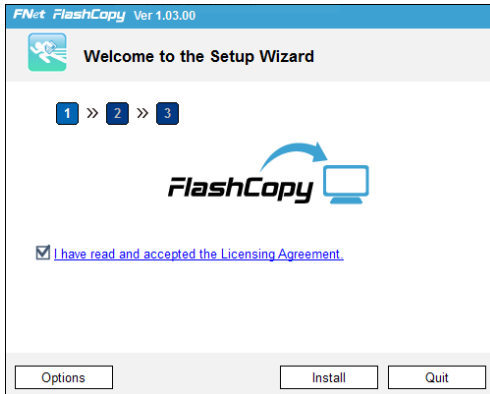 FNet FlashCopy Ver 1.03.00
Welcome to the Setup Wizard
1 » 2 » 3
FlashCopy
I have read and accepted the Licensing Agreement.
Options Install Quit